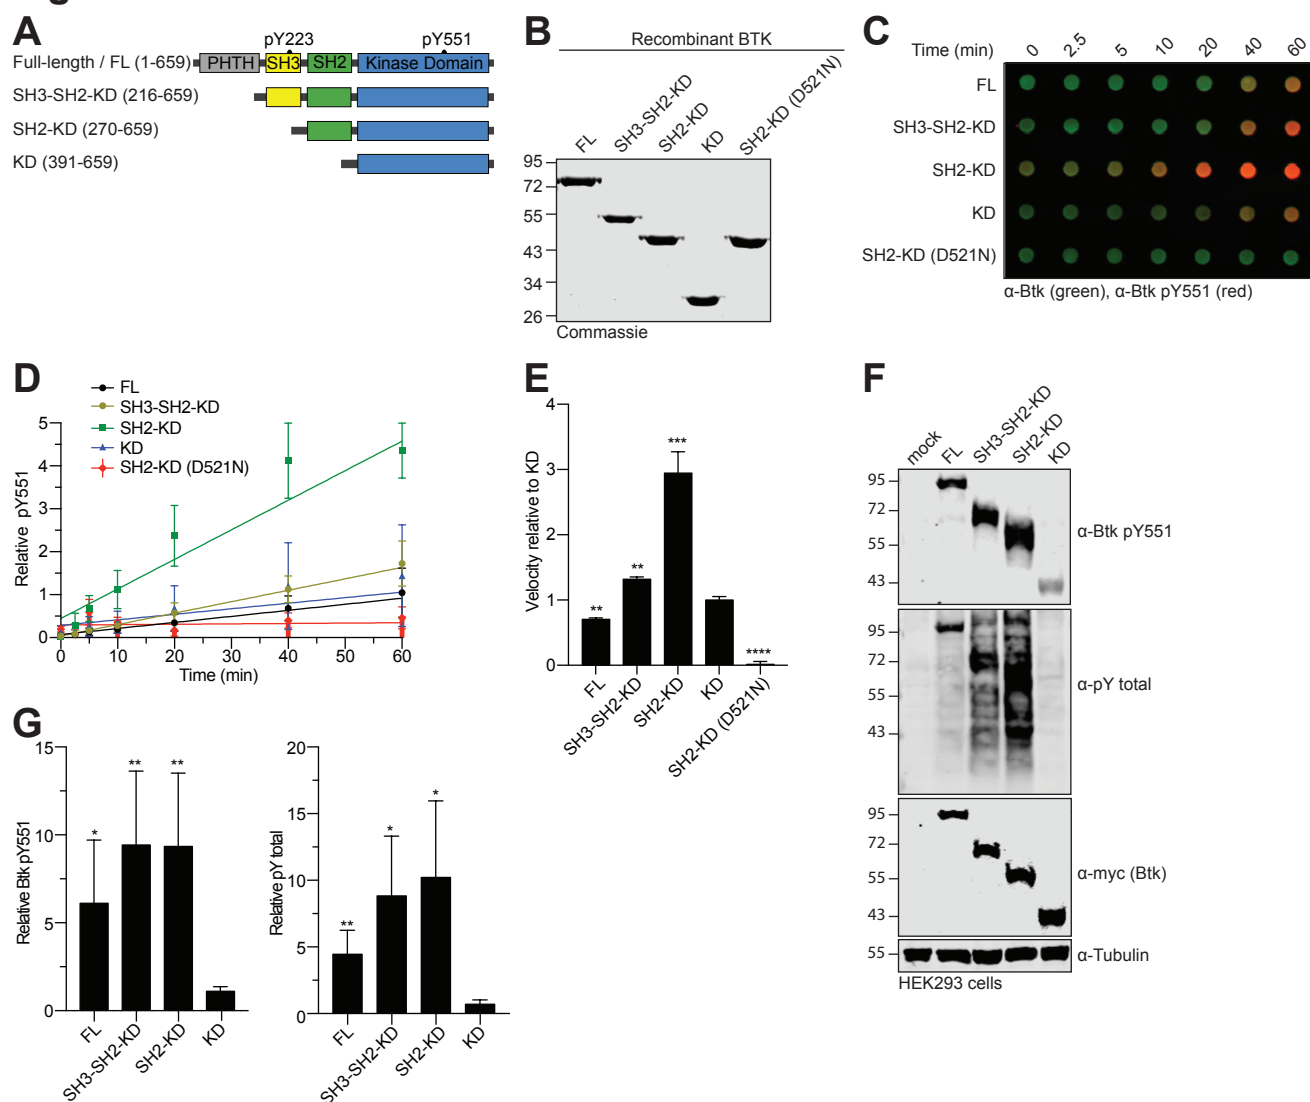 A
pY223
pY551
Full-length / FL (1-659)
PHTH
SH3
SH2
Kinase Domain
SH3-SH2-KD (216-659)
SH2-KD (270-659)
KD (391-659)
B
Recombinant BTK
FL
SH3-SH2-KD
SH2-KD
KD
SH2-KD (D521N)
95
72
55
43
34
26
Commassie
C
Time (min)
0
2.5
5
10
20
40
60
FL
SH3-SH2-KD
SH2-KD
KD
SH2-KD (D521N)
α-Btk (green), α-Btk pY551 (red)
D
FL
SH3-SH2-KD
SH2-KD
KD
SH2-KD (D521N)
Relative pY551
5
4
3
2
1
0
0
10
20
30
40
50
60
Time (min)
E
Velocity relative to KD
4
3
2
1
0
**
**
***
****
FL
SH3-SH2-KD
SH2-KD
KD
SH2-KD (D521N)
F
mock
FL
SH3-SH2-KD
SH2-KD
KD
95
72
55
43
α-Btk pY551
95
72
55
43
α-pY total
95
72
55
43
α-myc (Btk)
55
α-Tubulin
HEK293 cells
G
Relative Btk pY551
15
10
5
0
*
**
**
FL
SH3-SH2-KD
SH2-KD
KD
Relative pY total
20
15
10
5
0
**
*
*
FL
SH3-SH2-KD
SH2-KD
KD